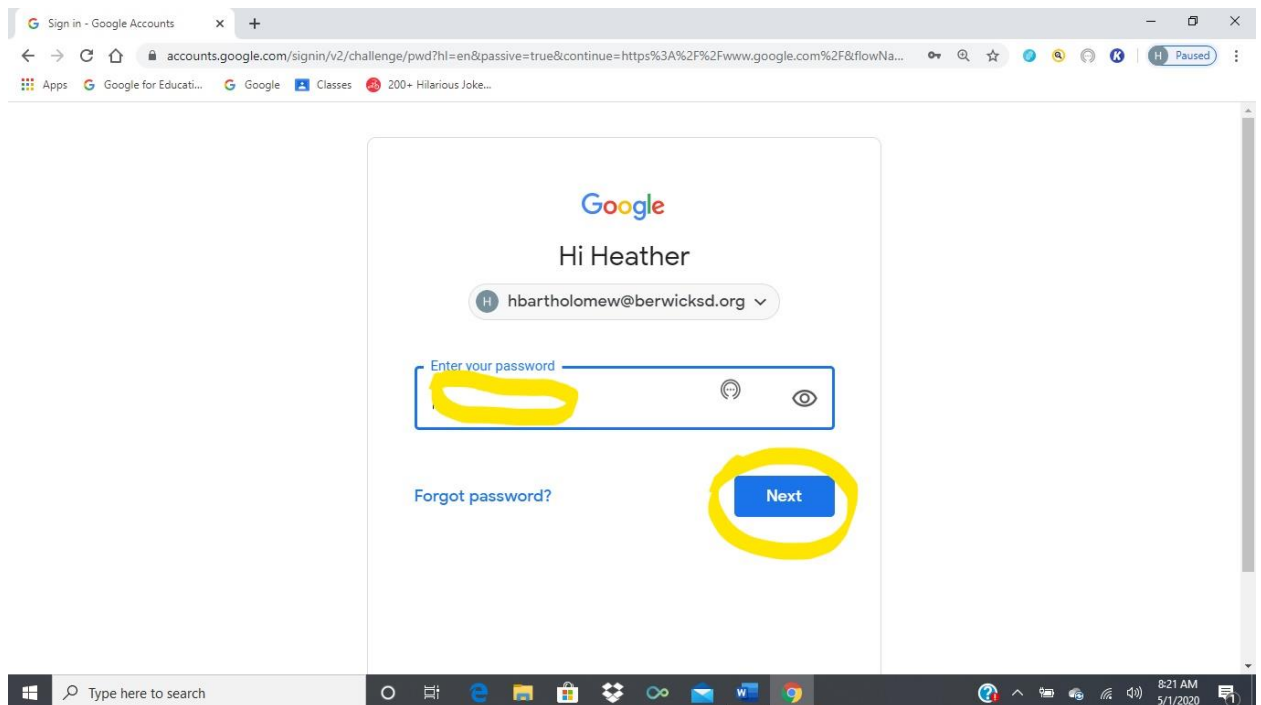 Sign in - Google Accounts
accounts.google.com/signin/v2/challenge/pwd?hl=en&passive=true&continue=https%3A%2F%2Fwww.google.com%2F&flowNa...
H Paused
Apps
Google for Educati...
Google
Classes
200+ Hilarious Joke...
Google
Hi Heather
H hbartholomew@berwicksd.org
Enter your password
Forgot password?
Next
Type here to search
8:21 AM
5/1/2020